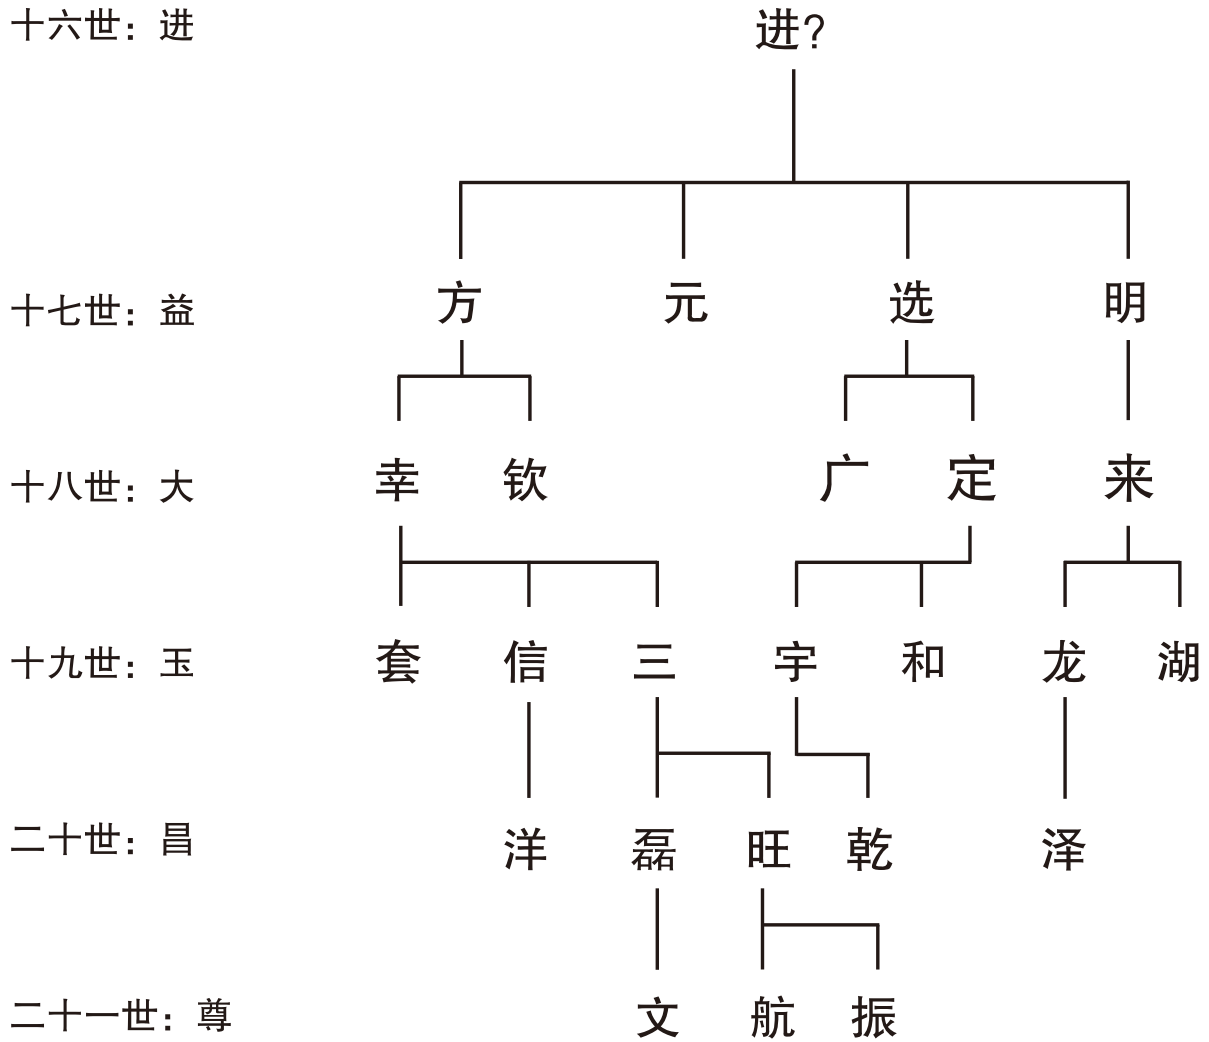 十六世：进 进?
十七世：益 方 元 选 明
十八世：大 幸 钦 广 定 来
十九世：玉 套 信 三 宇 和 龙 湖
二十世：昌 洋 磊 旺 乾 泽
二十一世：尊 文 航 振